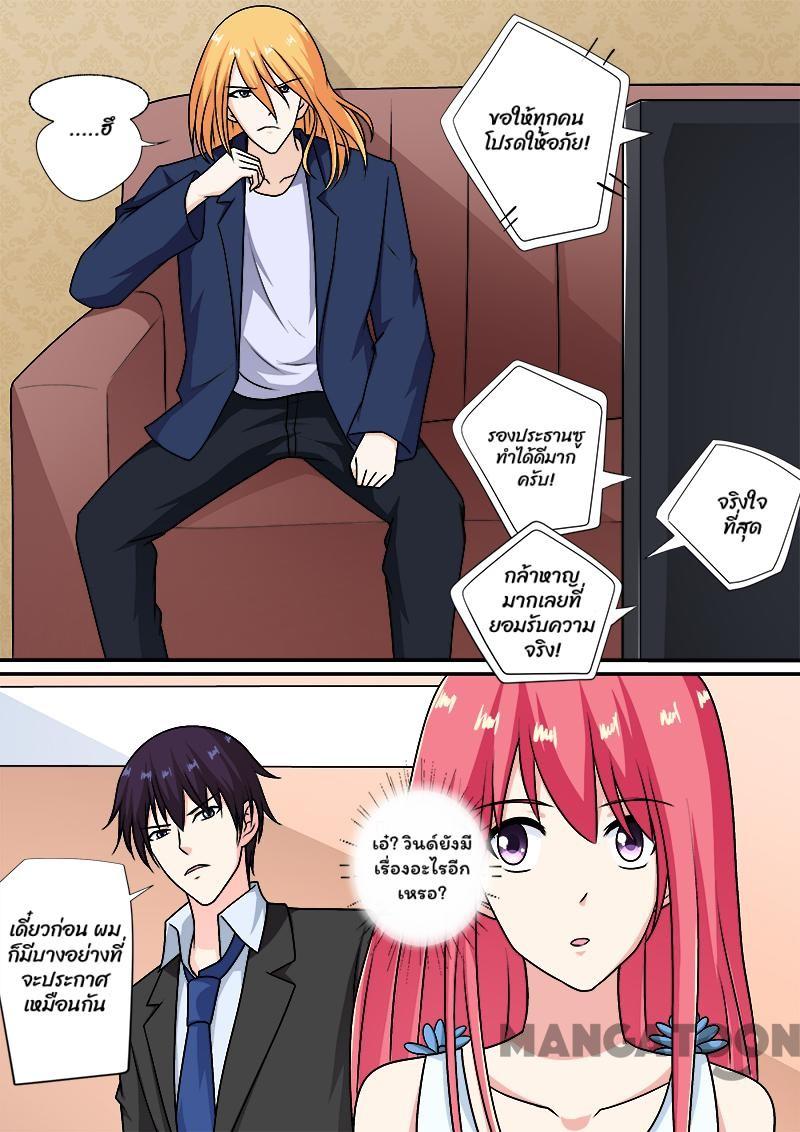 .....ฮึ
ขอให้ทุกคน
โปรดให้อภัย!
รองประธานซู
ทำได้ดีมาก
ครับ!
จริงใจ
ที่สุด
กล้าหาญ
มากเลยที่
ยอมรับความ
จริง!
เอ๋? วินด์ยังมี
เรื่องอะไรอีก
เหรอ?
เดี๋ยวก่อน ผม
ก็มีบางอย่างที่
จะประกาศ
เหมือนกัน
MANGATOON